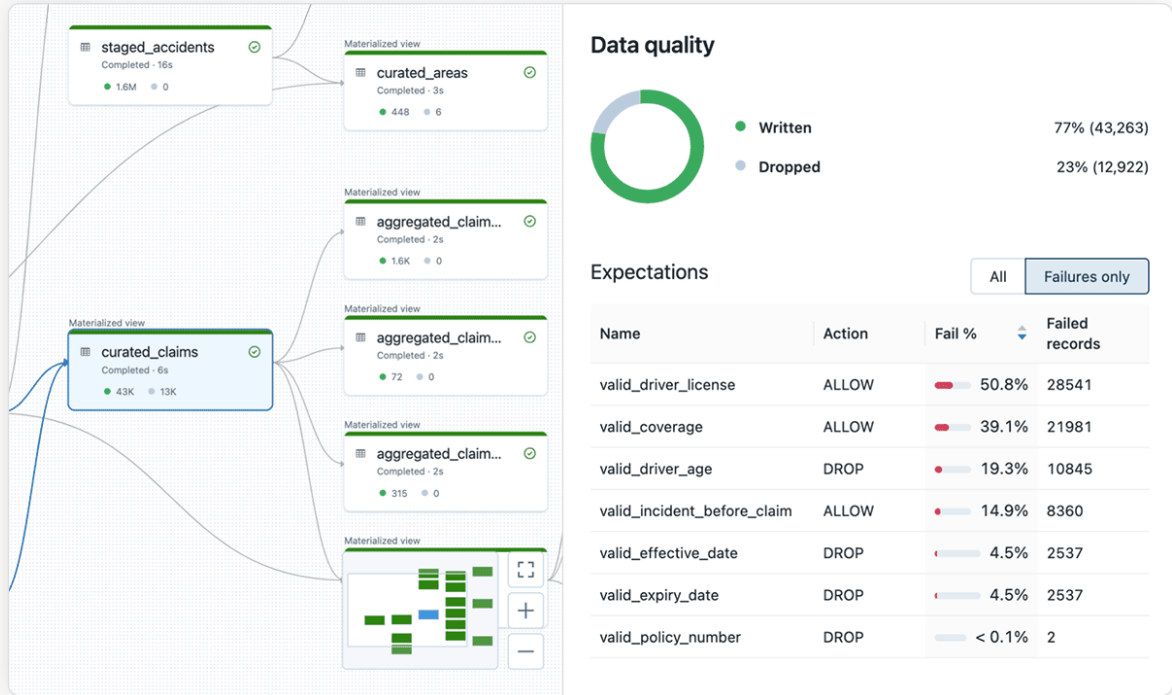 staged_accidents
Completed · 16s
1.6M 0
Materialized view
curated_areas
Completed · 3s
448 6
Materialized view
aggregated_claim...
Completed · 2s
1.6K 0
Materialized view
aggregated_claim...
Completed · 2s
72 0
Materialized view
curated_claims
Completed · 6s
43K 13K
Materialized view
aggregated_claim...
Completed · 2s
315 0
Materialized view
Data quality
Written 77% (43,263)
Dropped 23% (12,922)
Expectations
All Failures only
Name Action Fail % Failed records
valid_driver_license ALLOW 50.8% 28541
valid_coverage ALLOW 39.1% 21981
valid_driver_age DROP 19.3% 10845
valid_incident_before_claim ALLOW 14.9% 8360
valid_effective_date DROP 4.5% 2537
valid_expiry_date DROP 4.5% 2537
valid_policy_number DROP < 0.1% 2